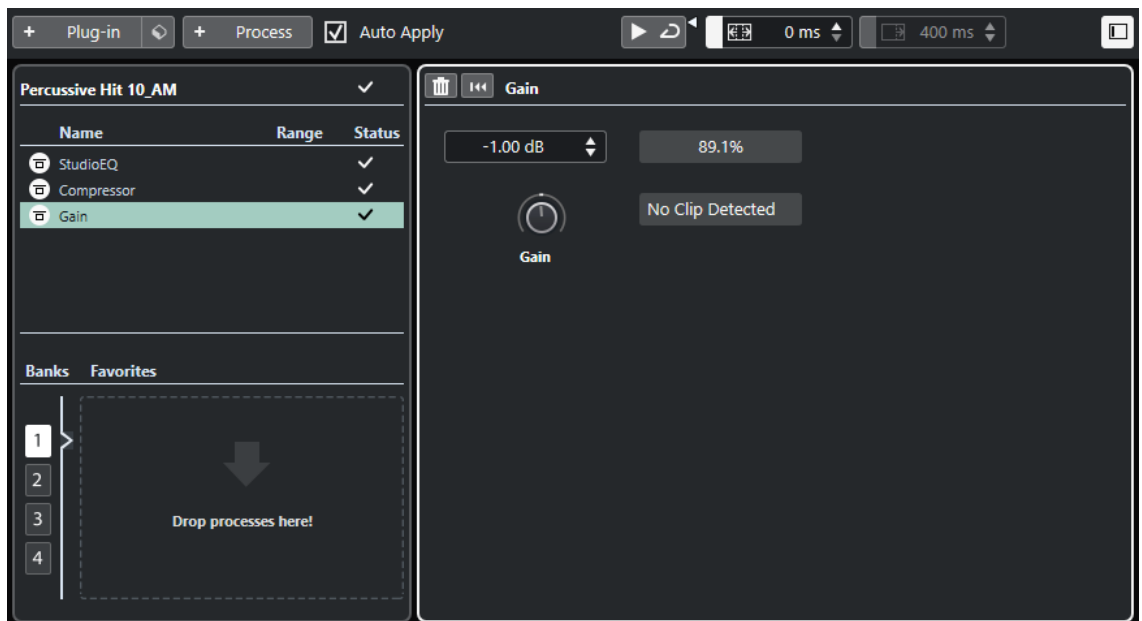 + Plug-in + Process Auto Apply 0 ms 400 ms
Percussive Hit 10_AM
Name Range Status
StudioEQ
Compressor
Gain
Banks Favorites
1
2
3
4
Drop processes here!
Gain
-1.00 dB 89.1%
No Clip Detected
Gain